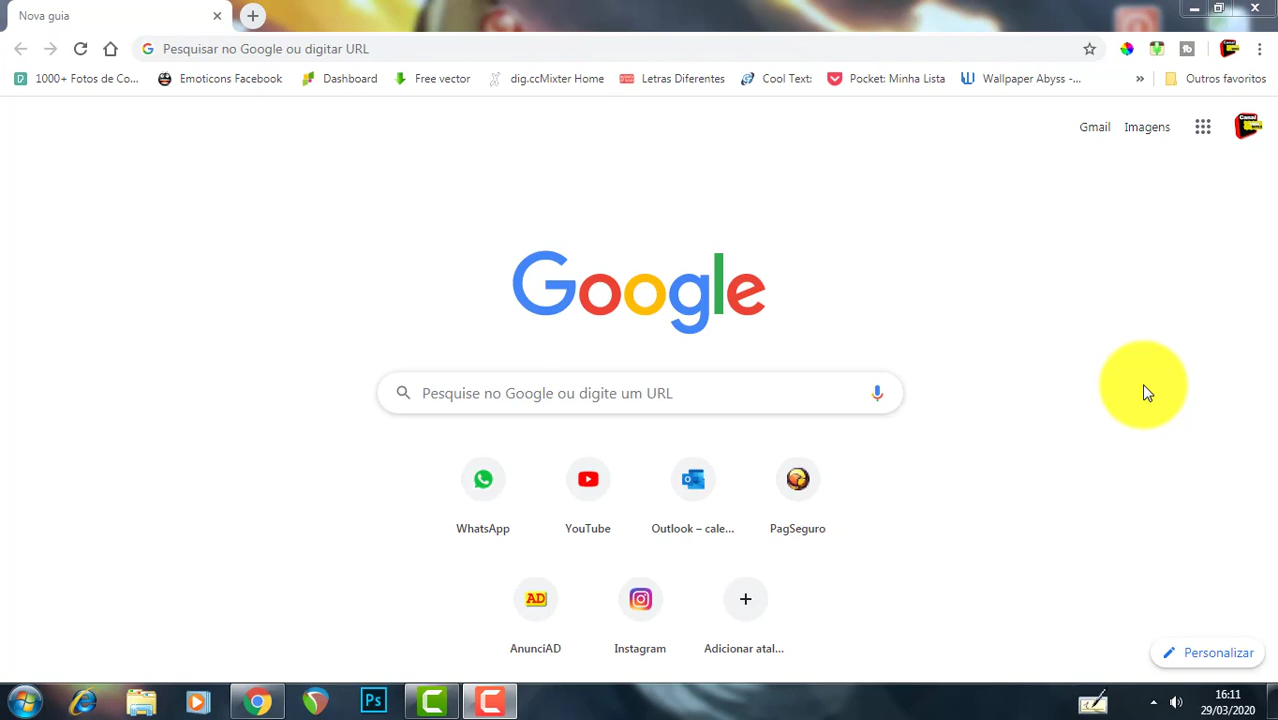 Nova guia
Pesquisar no Google ou digitar URL
1000+ Fotos de Co... Emoticons Facebook Dashboard Free vector dig.ccMixter Home Letras Diferentes Cool Text: Pocket: Minha Lista Wallpaper Abyss -... » Outros favoritos
Gmail Imagens
Google
Pesquise no Google ou digite um URL
WhatsApp YouTube Outlook – cale... PagSeguro
AD
AnunciAD Instagram Adicionar atal...
Personalizar
Ps
16:11
29/03/2020